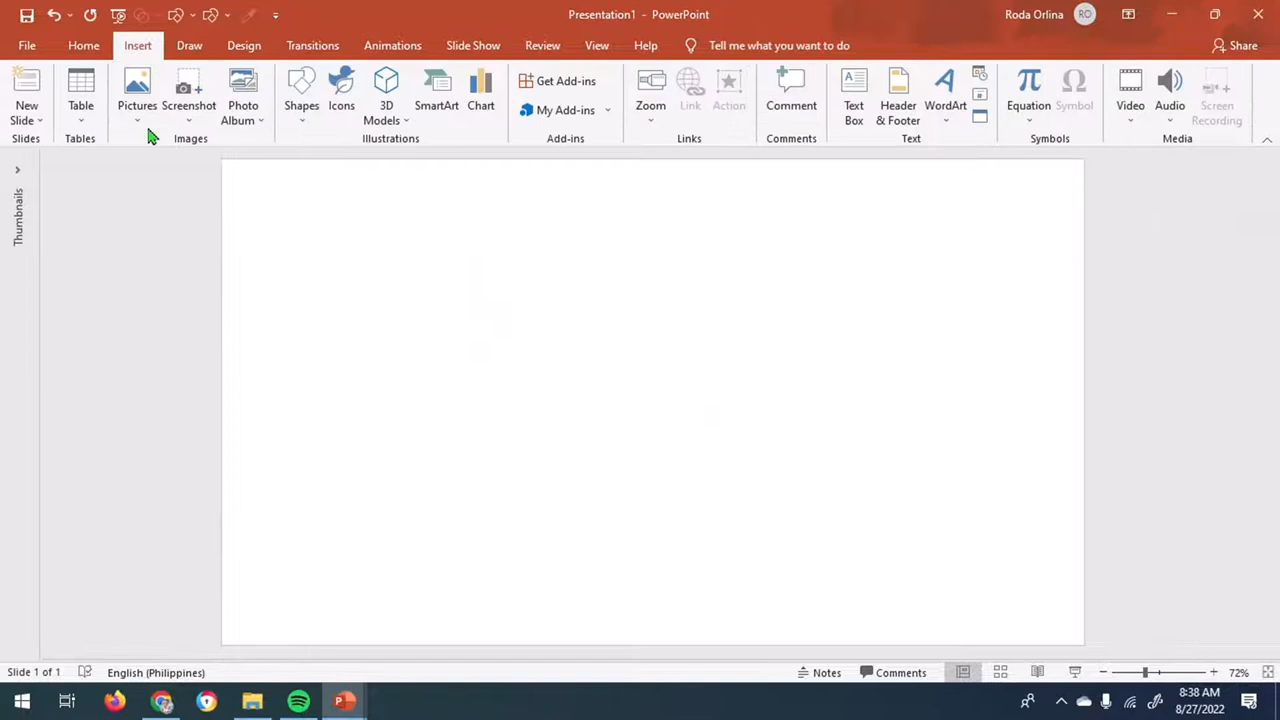 Presentation1 - PowerPoint
Roda Orlina
RO
File Home Insert Draw Design Transitions Animations Slide Show Review View Help Tell me what you want to do Share
New Slide
Table
Pictures
Screenshot
Photo Album
Shapes
Icons
3D Models
SmartArt
Chart
Get Add-ins
My Add-ins
Zoom
Link
Action
Comment
Text Box
Header & Footer
WordArt
Equation
Symbol
Video
Audio
Screen Recording
Slides Tables Images Illustrations Add-ins Links Comments Text Symbols Media
Thumbnails
Slide 1 of 1 English (Philippines) Notes Comments 72%
8:38 AM
8/27/2022